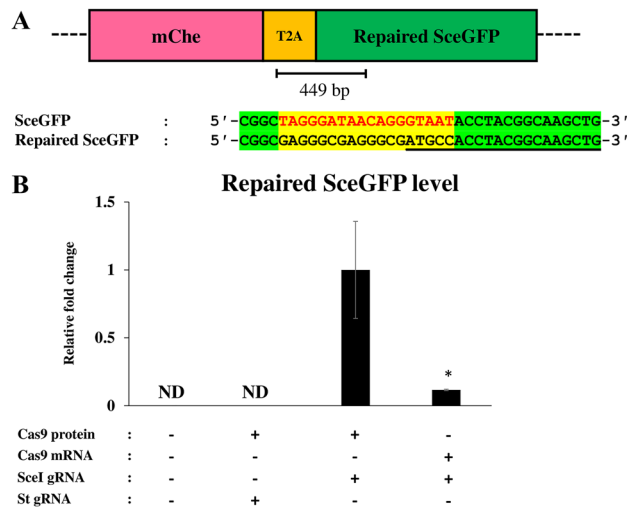 A
mChe T2A Repaired SceGFP
449 bp
SceGFP : 5′-CGGCTAGGGATAACAGGGTAATACCTACGGCAAGCTG-3′
Repaired SceGFP : 5′-CGGCGAGGGCGAGGGCGATGCCACCTACGGCAAGCTG-3′
B
Repaired SceGFP level
Relative fold change
1.5
1
0.5
0
ND ND *
Cas9 protein : - + + -
Cas9 mRNA : - - - +
SceI gRNA : - - + +
St gRNA : - + - -